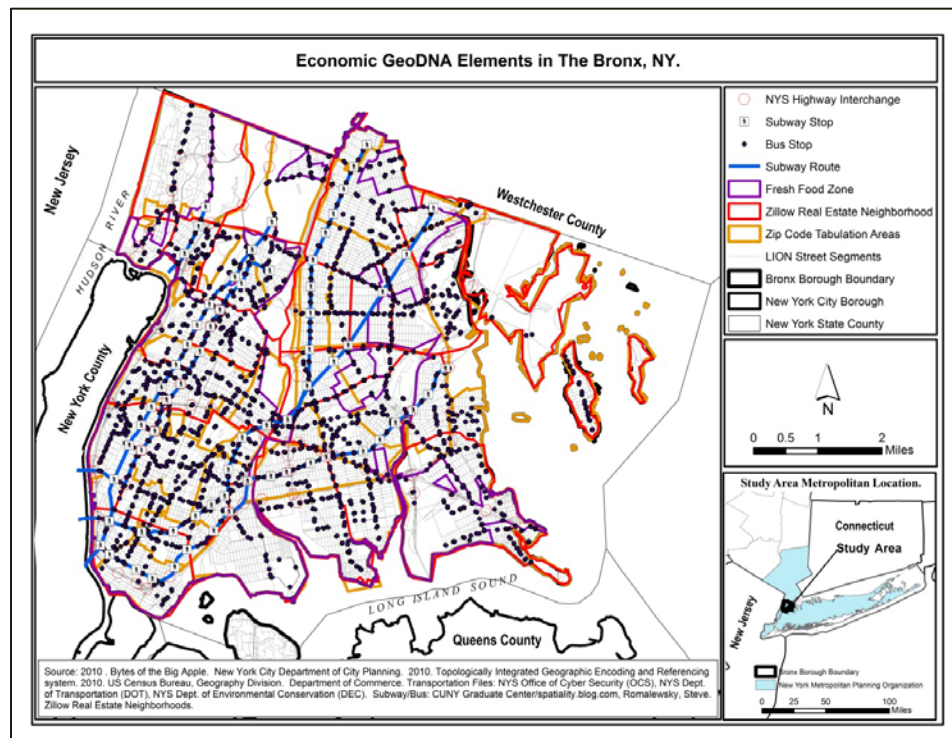 Economic GeoDNA Elements in The Bronx, NY.
New Jersey
HUDSON RIVER
New York County
Westchester County
LONG ISLAND SOUND
Queens County
NYS Highway Interchange
Subway Stop
Bus Stop
Subway Route
Fresh Food Zone
Zillow Real Estate Neighborhood
Zip Code Tabulation Areas
LION Street Segments
Bronx Borough Boundary
New York City Borough
New York State County
N
0 0.5 1 2
Miles
Study Area Metropolitan Location.
Connecticut
Study Area
New Jersey
Bronx Borough Boundary
New York Metropolitan Planning Organization
0 25 50 100
Miles
Source: 2010 . Bytes of the Big Apple. New York City Department of City Planning. 2010. Topologically Integrated Geographic Encoding and Referencing
system. 2010. US Census Bureau, Geography Division. Department of Commerce. Transportation Files: NYS Office of Cyber Security (OCS), NYS Dept.
of Transportation (DOT), NYS Dept. of Environmental Conservation (DEC). Subway/Bus: CUNY Graduate Center/spatiality.blog.com, Romalewsky, Steve.
Zillow Real Estate Neighborhoods.